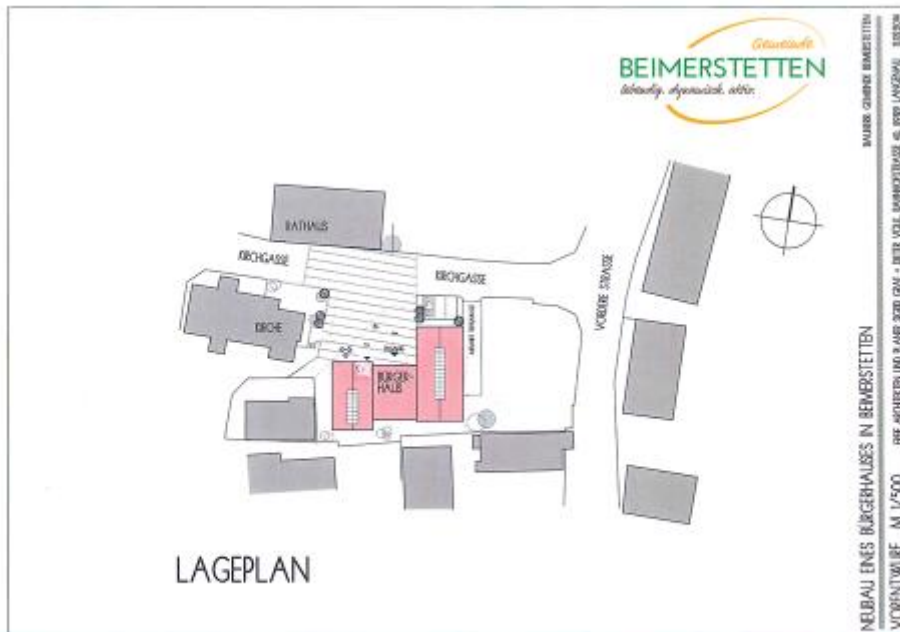 Gemeinde
BEIMERSTETTEN
lebendig. dynamisch. aktiv.
RATHAUS
KIRCHGASSE
KIRCHGASSE
KIRCHE
BÜRGER-
HAUS
VORDERE STRASSE
LAGEPLAN
NEUBAU EINES BÜRGERHAUSES IN BEIMERSTETTEN
BAUHERR: GEMEINDE BEIMERSTETTEN
VORENTWURF M 1/500